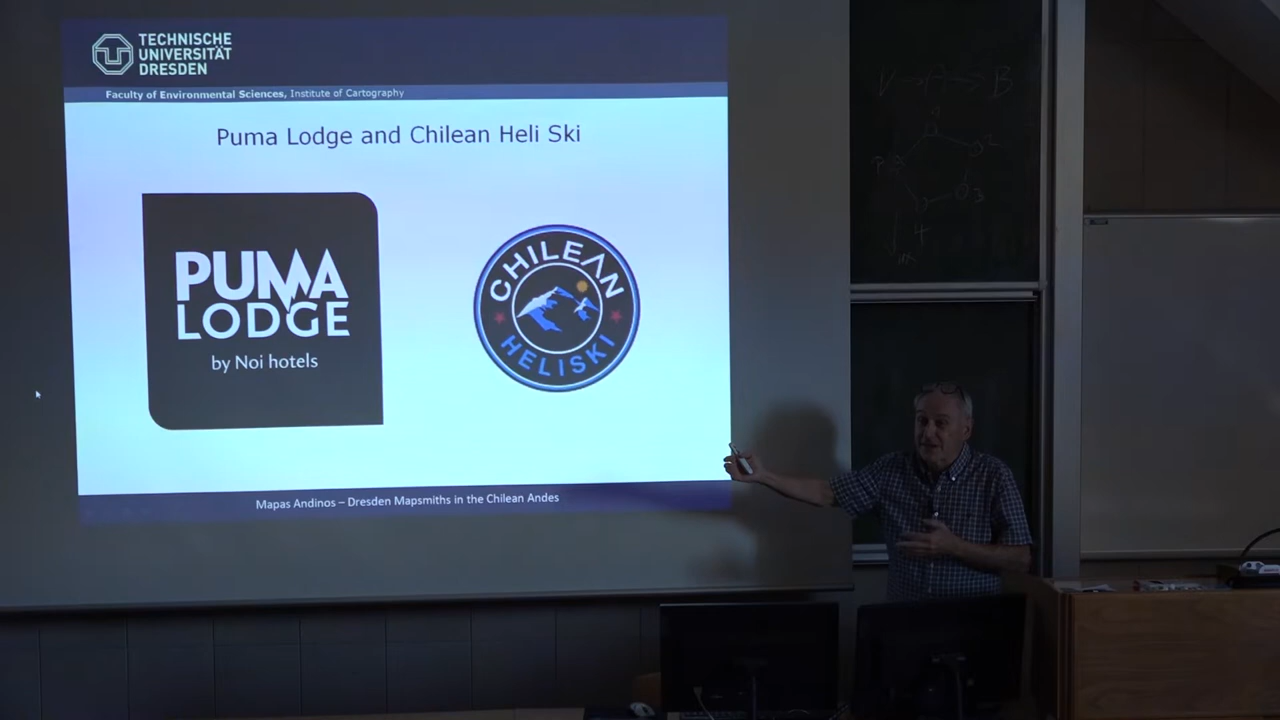 TECHNISCHE
UNIVERSITÄT
DRESDEN
Faculty of Environmental Sciences, Institute of Cartography
Puma Lodge and Chilean Heli Ski
PUMA
LODGE
by Noi hotels
CHILEAN
HELISKI
Mapas Andinos – Dresden Mapsmiths in the Chilean Andes